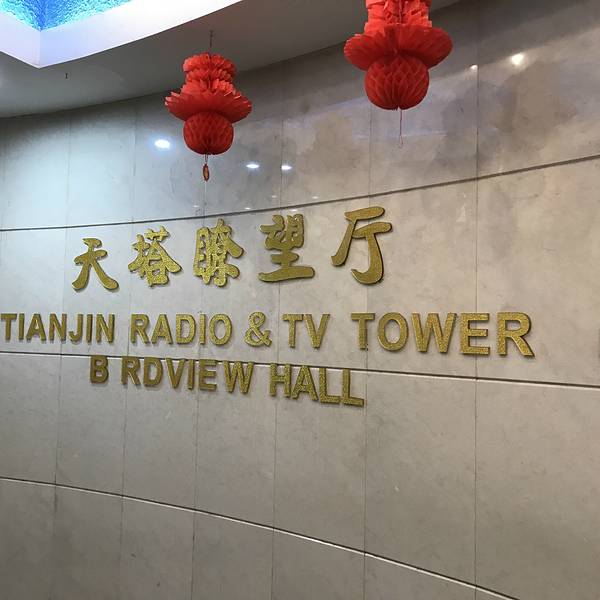 天塔瞭望厅
TIANJIN RADIO & TV TOWER
B RDVIEW HALL